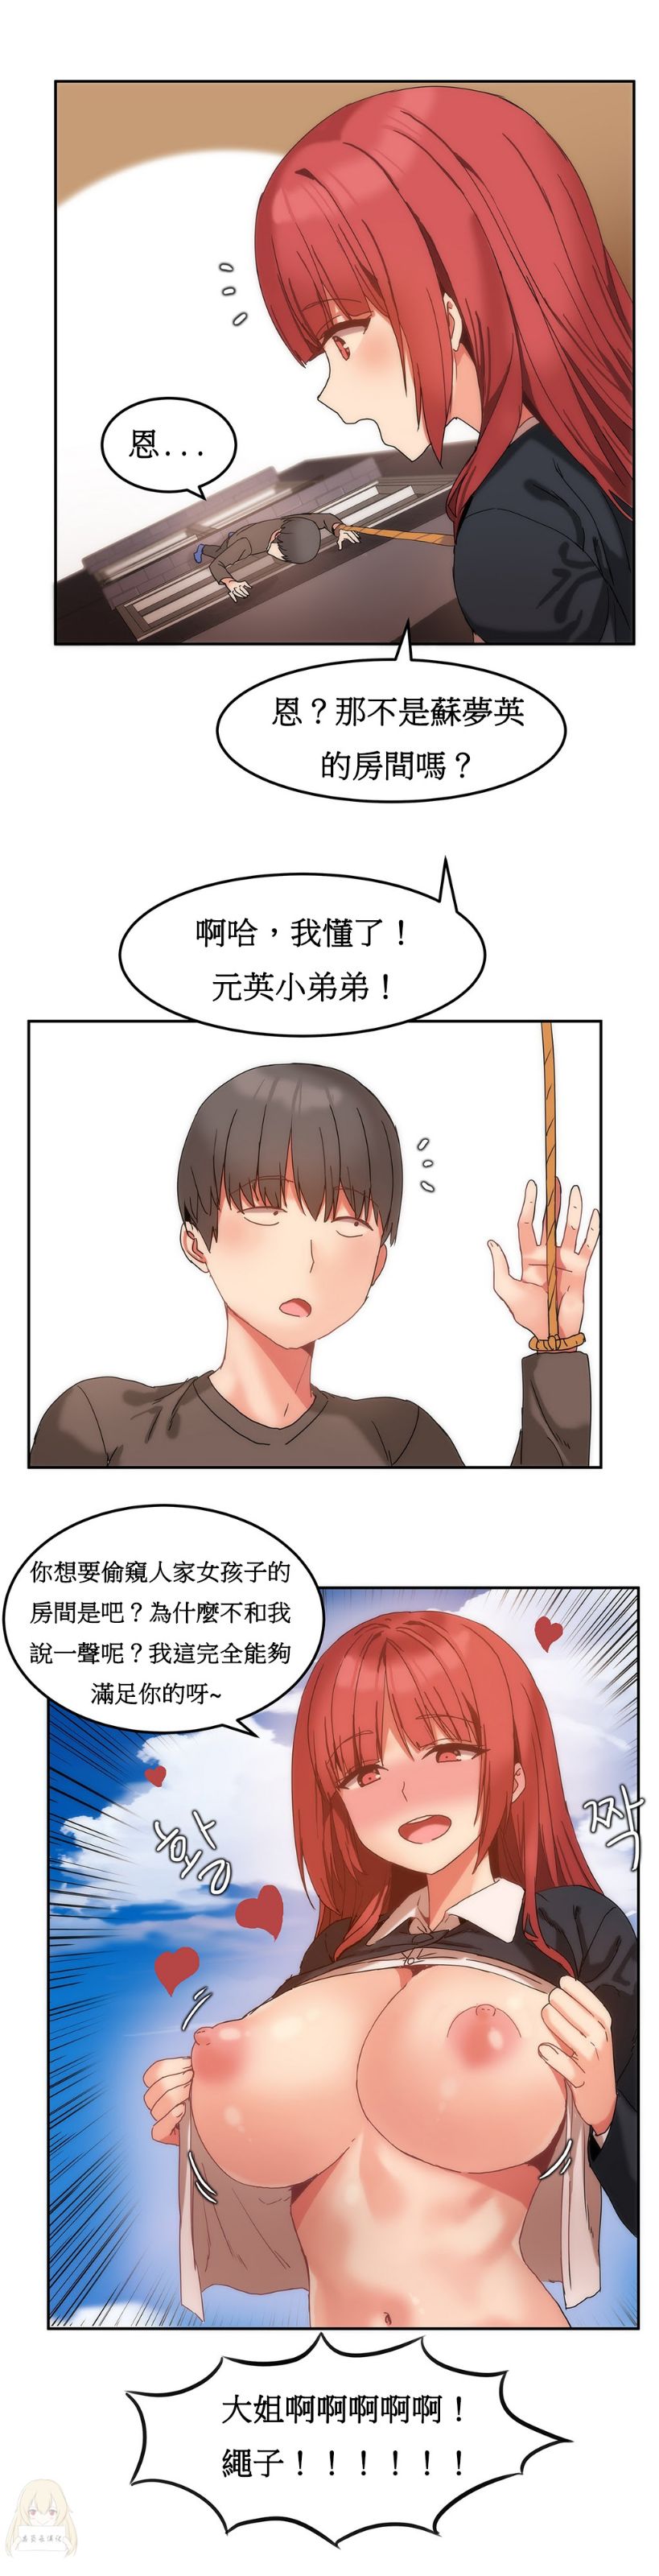 恩...
恩？那不是蘇夢英
的房間嗎？
啊哈，我懂了！
元英小弟弟！
你想要偷窺人家女孩子的
房間是吧？為什麼不和我
說一聲呢？我這完全能夠
滿足你的呀~
확
짝
大姐啊啊啊啊啊！
繩子！！！！！！